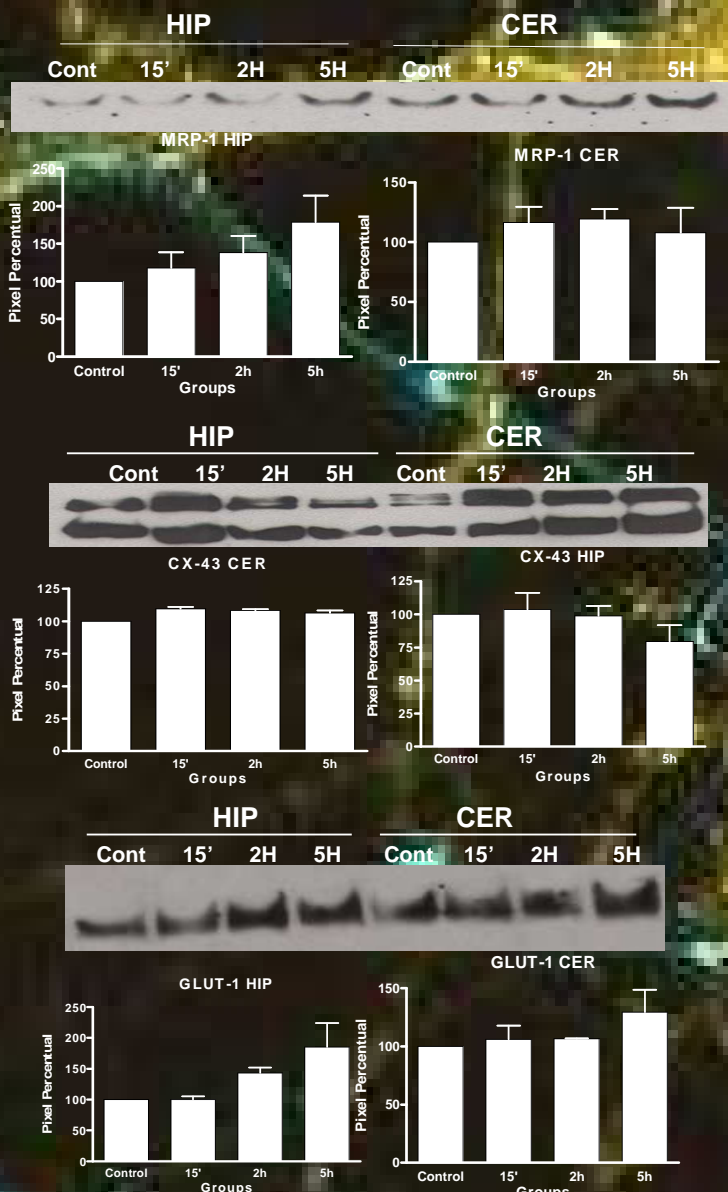 HIP CER
Cont 15’ 2H 5H Cont 15’ 2H 5H
MRP-1 HIP
250
200
150
100
50
0
Pixel Percentual
Control 15' 2h 5h
Groups
MRP-1 CER
150
100
50
0
Pixel Percentual
Control 15' 2h 5h
Groups
HIP CER
Cont 15’ 2H 5H Cont 15’ 2H 5H
CX-43 CER
125
100
75
50
25
0
Pixel Percentual
Control 15' 2h 5h
Groups
CX-43 HIP
125
100
75
50
25
0
Pixel Percentual
Control 15' 2h 5h
Groups
HIP CER
Cont 15’ 2H 5H Cont 15’ 2H 5H
GLUT-1 HIP
250
200
150
100
50
0
Pixel Percentual
Control 15' 2h 5h
Groups
GLUT-1 CER
150
100
50
0
Pixel Percentual
Control 15' 2h 5h
Groups